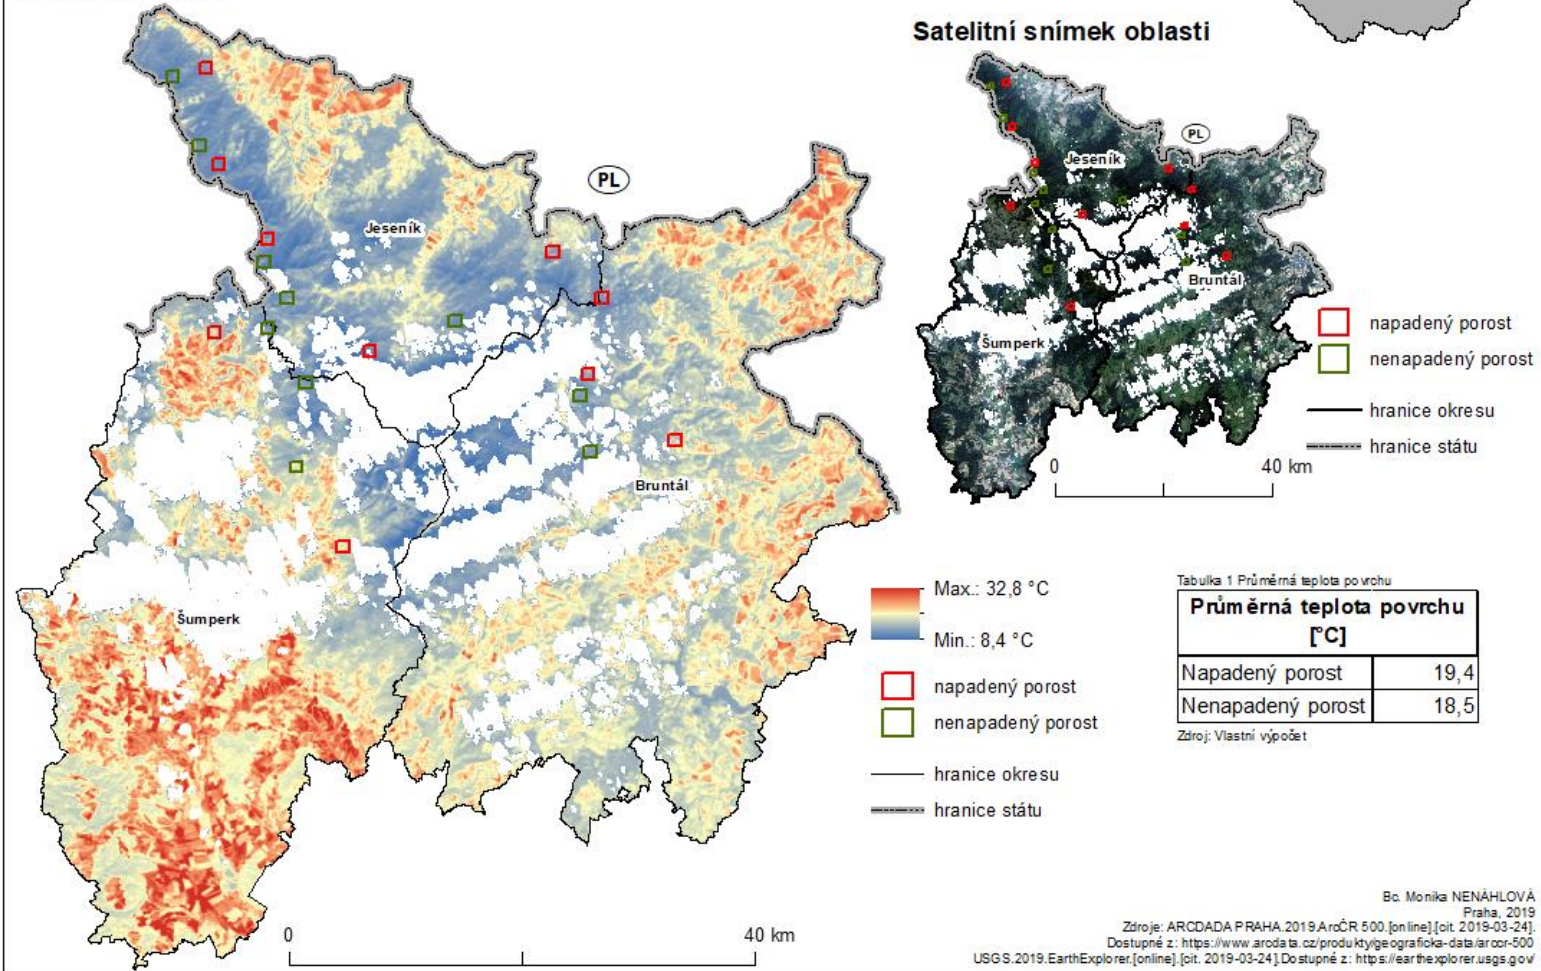 Satelitní snímek oblasti
PL
Jeseník
Bruntál
Šumperk
napadený porost
nenapadený porost
hranice okresu
hranice státu
0 40 km
PL
Jeseník
Bruntál
Šumperk
Max.: 32,8 °C
Min.: 8,4 °C
napadený porost
nenapadený porost
hranice okresu
hranice státu
0 40 km
Tabulka 1 Průměrná teplota povrchu
Průměrná teplota povrchu
[°C]
Napadený porost 19,4
Nenapadený porost 18,5
Zdroj: Vlastní výpočet
Bc. Monika NENÁHLOVÁ
Praha, 2019
Zdroje: ARCDADA PRAHA.2019.ArcČR 500.[online].[cit. 2019-03-24].
Dostupné z: https://www.arcdata.cz/produkty/geograficka-data/arccr-500
USGS.2019.EarthExplorer.[online].[cit. 2019-03-24].Dostupné z: https://earthexplorer.usgs.gov/